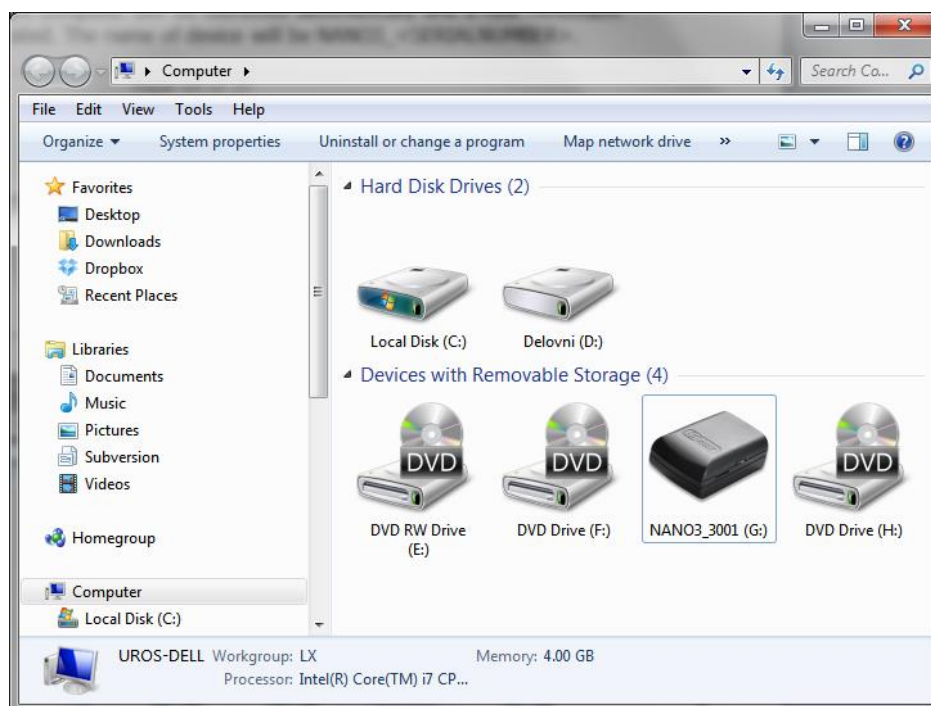 Computer
Search Co...
File Edit View Tools Help
Organize System properties Uninstall or change a program Map network drive »
Favorites
Desktop
Downloads
Dropbox
Recent Places
Libraries
Documents
Music
Pictures
Subversion
Videos
Homegroup
Computer
Local Disk (C:)
Hard Disk Drives (2)
Local Disk (C:) Delovni (D:)
Devices with Removable Storage (4)
DVD DVD DVD
DVD RW Drive DVD Drive (F:) NANO3_3001 (G:) DVD Drive (H:)
(E:)
UROS-DELL Workgroup: LX Memory: 4.00 GB
Processor: Intel(R) Core(TM) i7 CP...